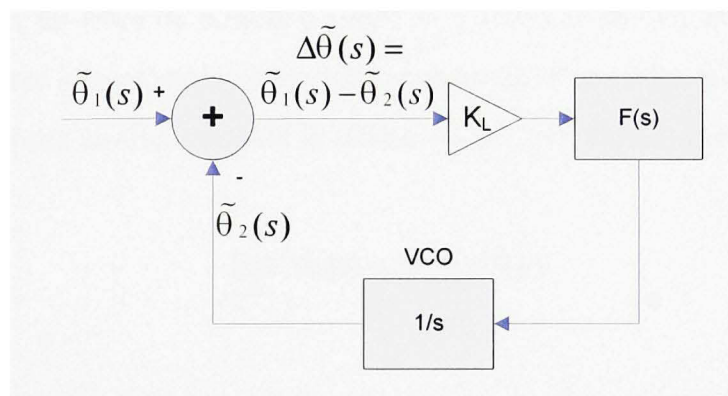 Δθ̃(s) =
θ̃₁(s) + θ̃₁(s) − θ̃₂(s)
+
K_L
F(s)
-
θ̃₂(s)
VCO
1/s